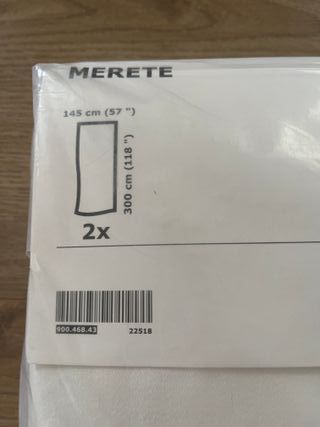 MERETE
145 cm (57 ")
300 cm (118 ")
2x
900.468.43 22518